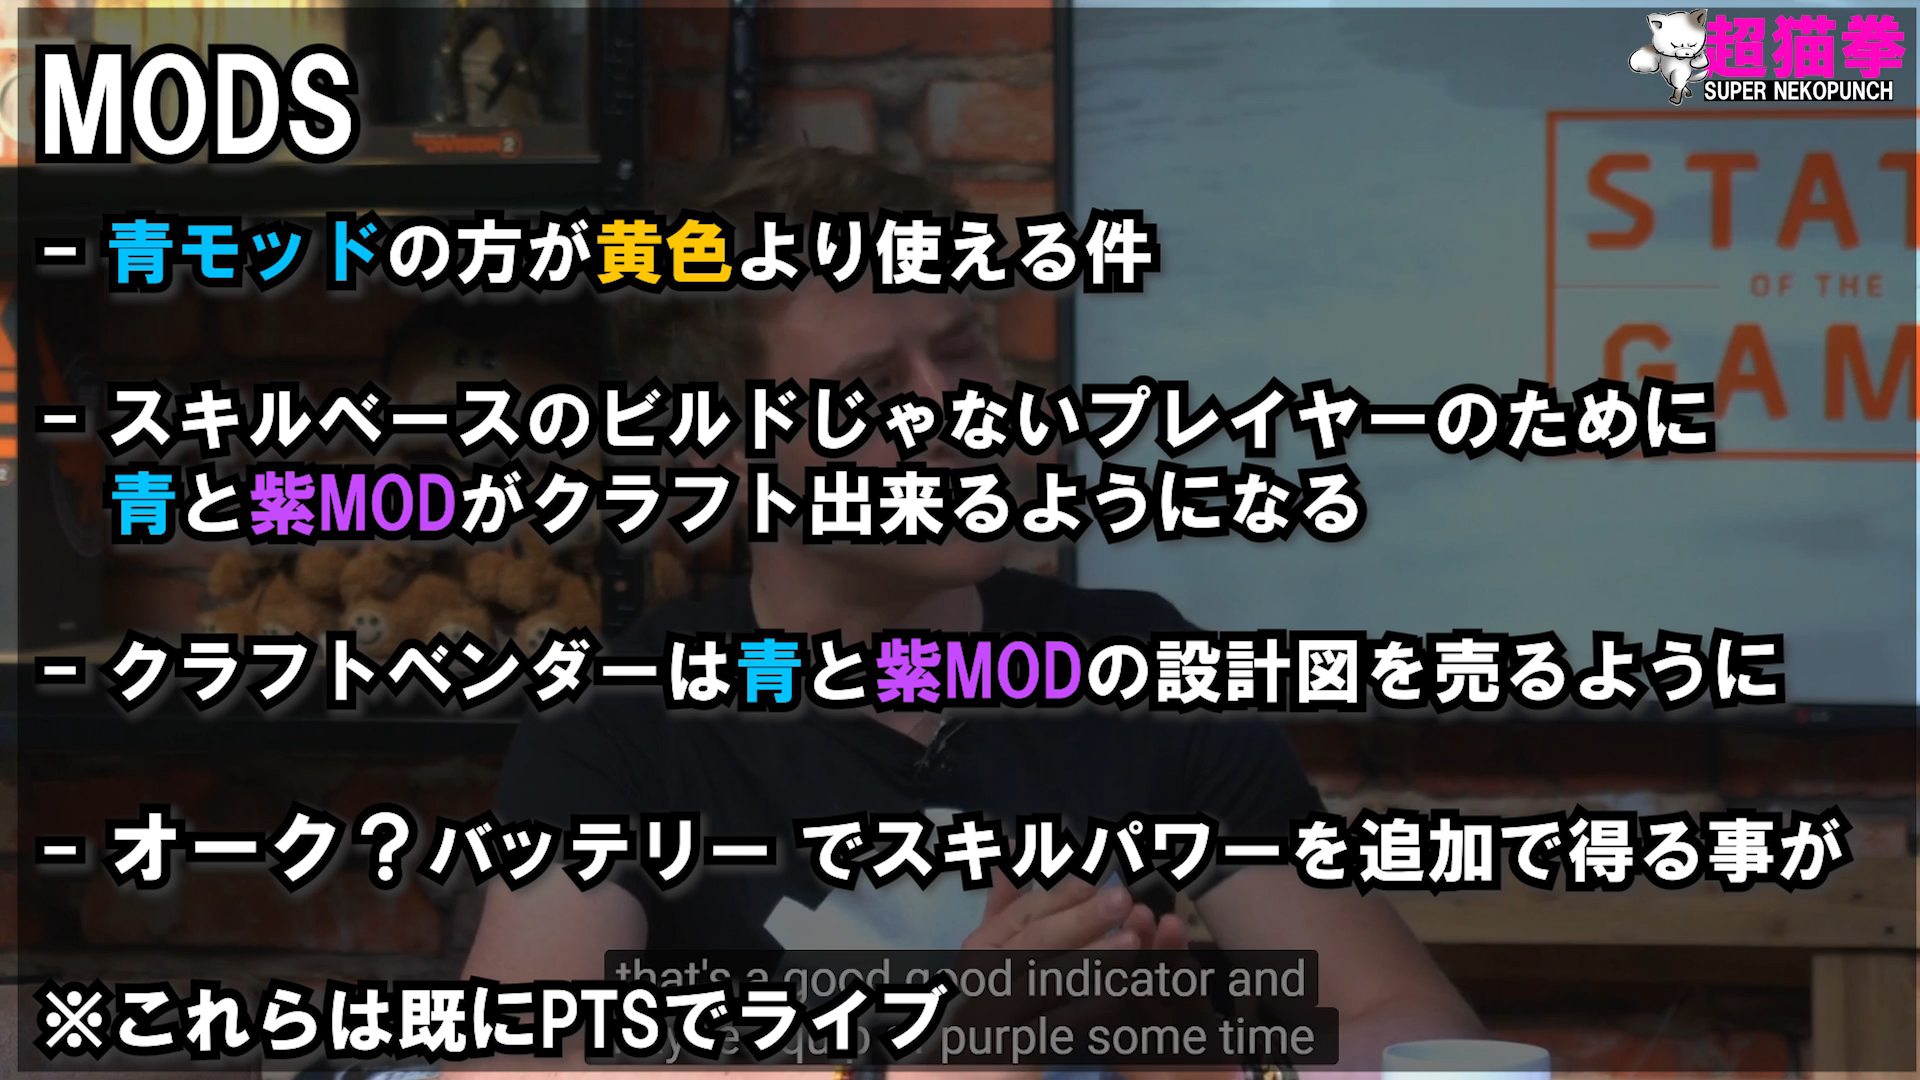 超猫拳
SUPER NEKOPUNCH
MODS
DIVISION 2
STAT
OF THE
GAM
- 青モッドの方が黄色より使える件
- スキルベースのビルドじゃないプレイヤーのために
青と紫MODがクラフト出来るようになる
- クラフトベンダーは青と紫MODの設計図を売るように
- オーク？バッテリー でスキルパワーを追加で得る事が
that's a good good indicator and
purple some time
※これらは既にPTSでライブ